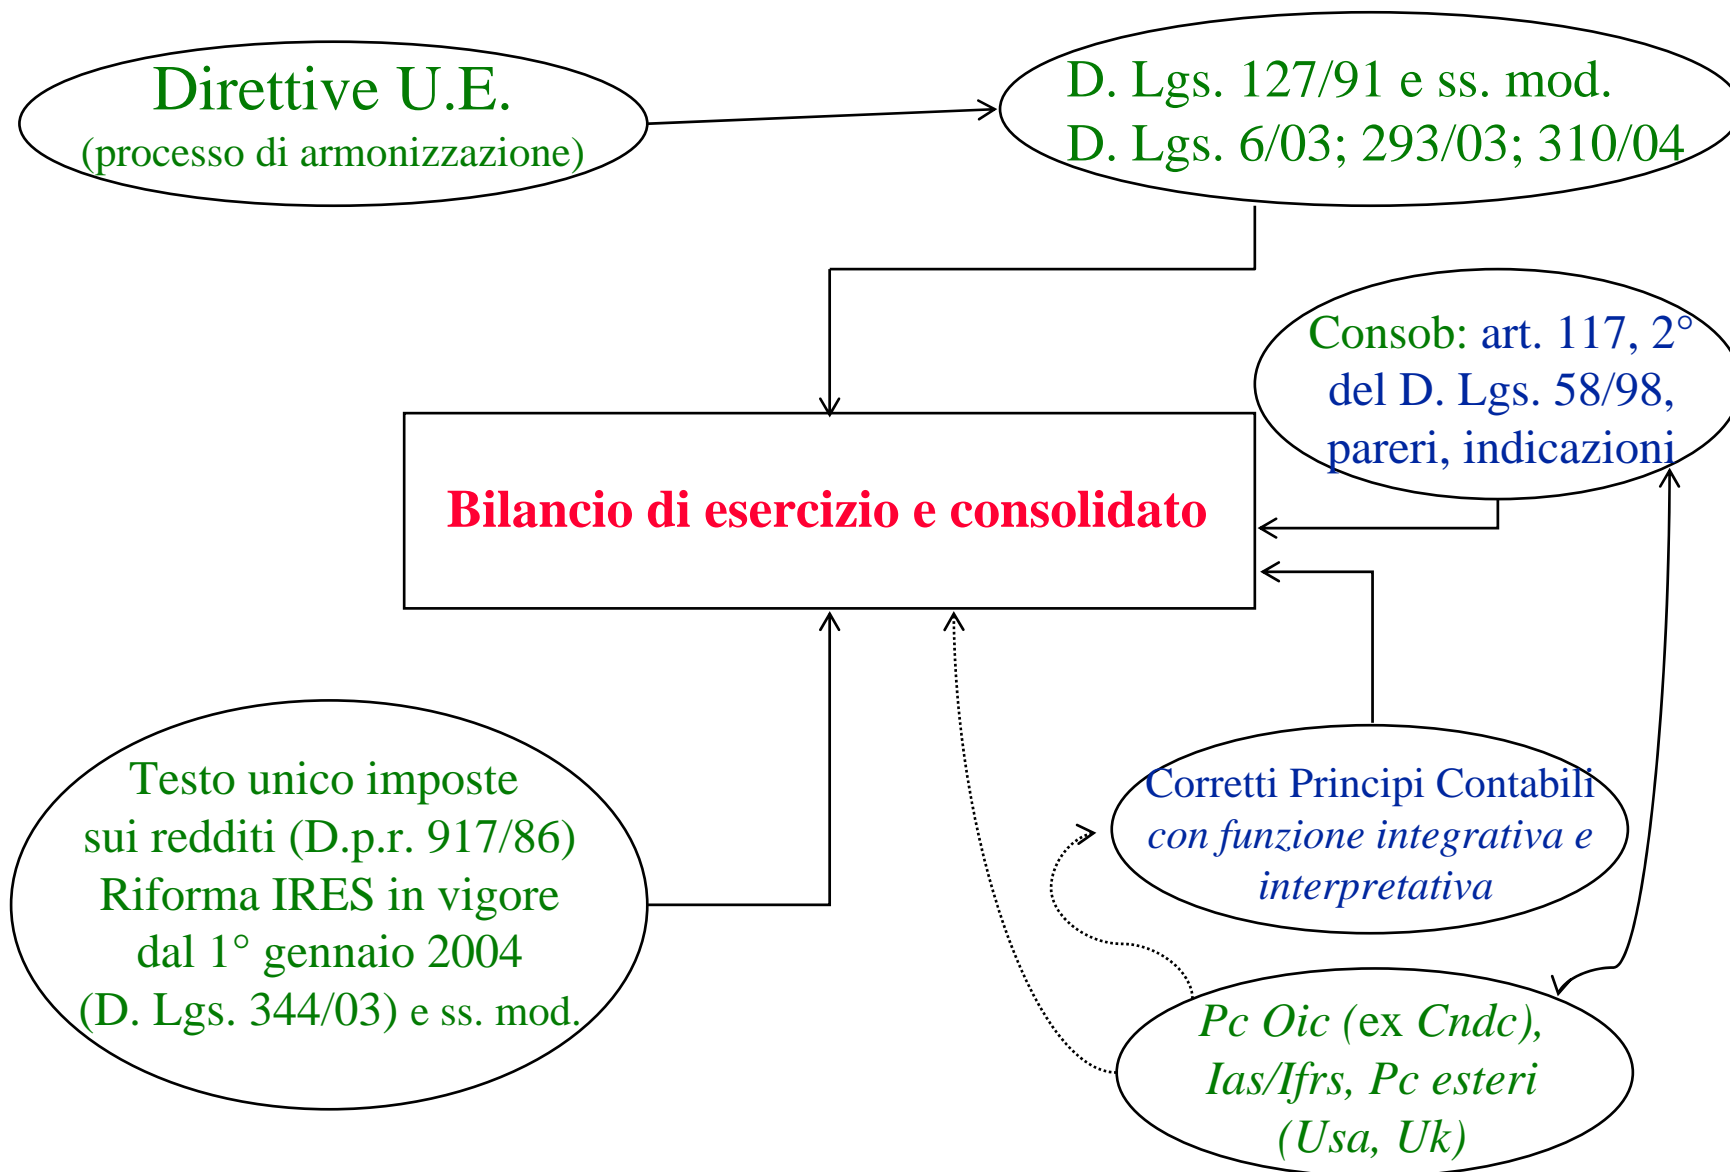 Direttive U.E.
(processo di armonizzazione)
D. Lgs. 127/91 e ss. mod.
D. Lgs. 6/03; 293/03; 310/04
Consob: art. 117, 2°
del D. Lgs. 58/98,
pareri, indicazioni
Bilancio di esercizio e consolidato
Testo unico imposte
sui redditi (D.p.r. 917/86)
Riforma IRES in vigore
dal 1° gennaio 2004
(D. Lgs. 344/03) e ss. mod.
Corretti Principi Contabili
con funzione integrativa e
interpretativa
Pc Oic (ex Cndc),
Ias/Ifrs, Pc esteri
(Usa, Uk)